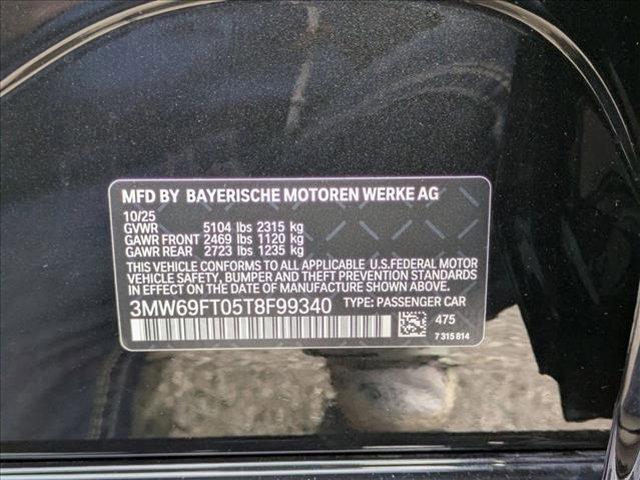 MFD BY BAYERISCHE MOTOREN WERKE AG
10/25
GVWR 5104 lbs 2315 kg
GAWR FRONT 2469 lbs 1120 kg
GAWR REAR 2723 lbs 1235 kg
THIS VEHICLE CONFORMS TO ALL APPLICABLE U.S.FEDERAL MOTOR
VEHICLE SAFETY, BUMPER AND THEFT PREVENTION STANDARDS
IN EFFECT ON THE DATE OF MANUFACTURE SHOWN ABOVE.
3MW69FT05T8F99340 TYPE: PASSENGER CAR
475
7 315 814